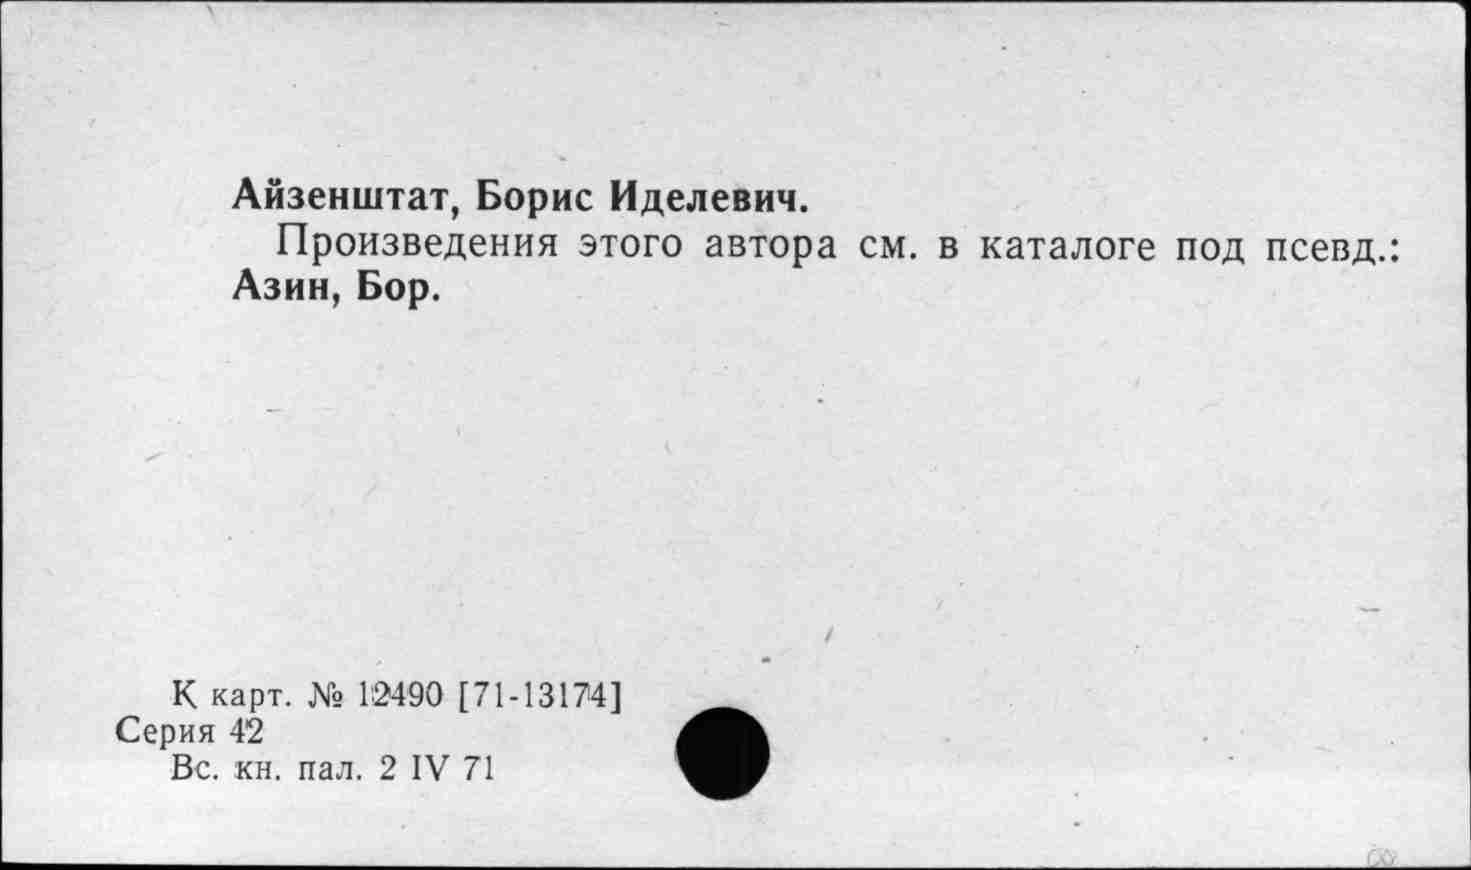 Айзенштат, Борис Иделевич.
Произведения этого автора см. в каталоге под псевд.:
Азин, Бор.
К карт. № 12490 [71-13174]
Серия 42
Вс. кн. пал. 2 IV 71